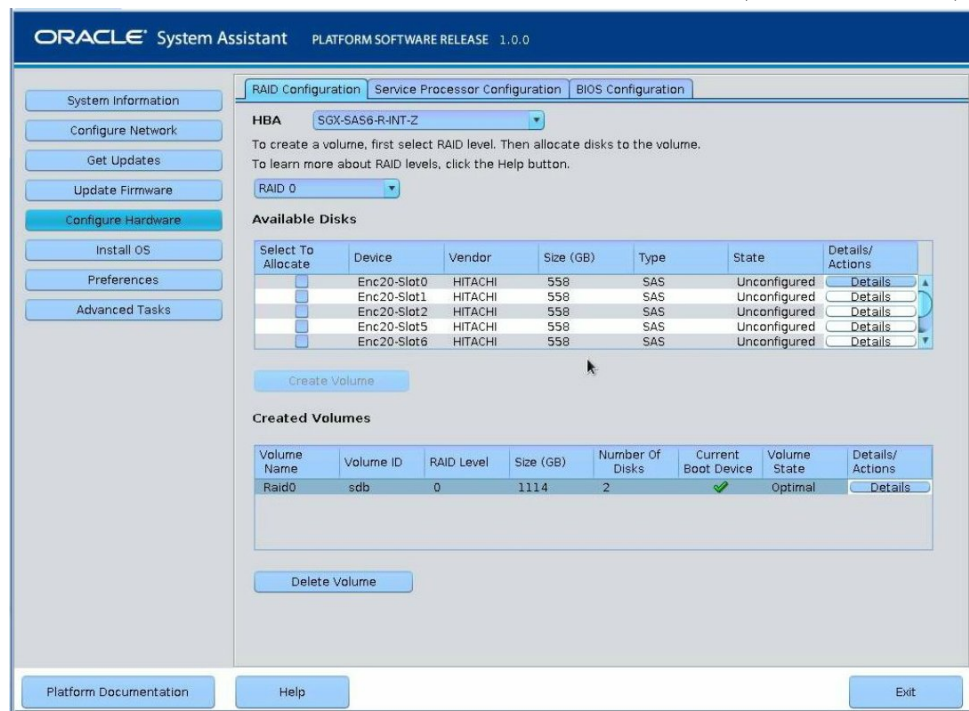 ORACLE® System Assistant PLATFORM SOFTWARE RELEASE 1.0.0
System Information
Configure Network
Get Updates
Update Firmware
Configure Hardware
Install OS
Preferences
Advanced Tasks
RAID Configuration Service Processor Configuration BIOS Configuration
HBA SGX-SAS6-R-INT-Z
To create a volume, first select RAID level. Then allocate disks to the volume.
To learn more about RAID levels, click the Help button.
RAID 0
Available Disks
Select To Allocate Device Vendor Size (GB) Type State Details/ Actions
Enc20-Slot0 HITACHI 558 SAS Unconfigured Details
Enc20-Slot1 HITACHI 558 SAS Unconfigured Details
Enc20-Slot2 HITACHI 558 SAS Unconfigured Details
Enc20-Slot5 HITACHI 558 SAS Unconfigured Details
Enc20-Slot6 HITACHI 558 SAS Unconfigured Details
Create Volume
Created Volumes
Volume Name Volume ID RAID Level Size (GB) Number Of Disks Current Boot Device Volume State Details/ Actions
Raid0 sdb 0 1114 2 Optimal Details
Delete Volume
Platform Documentation Help Exit